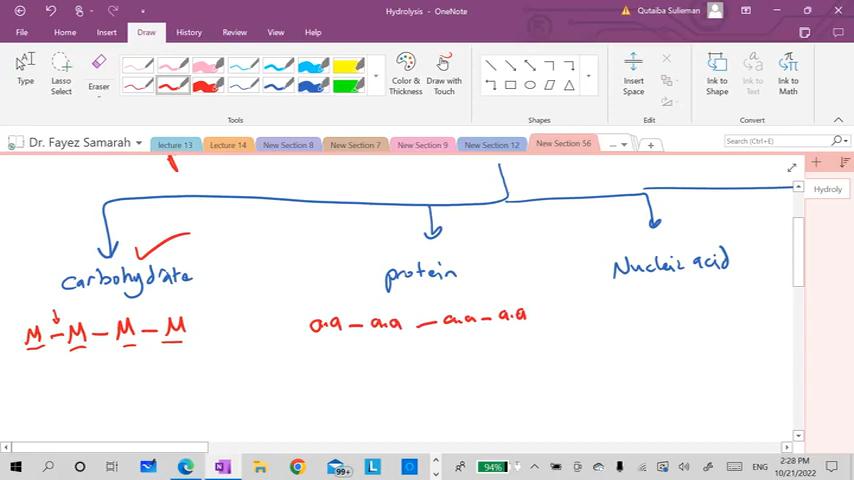 Hydrolysis - OneNote
Qutaiba Sulieman
File Home Insert Draw History Review View Help
Type
Lasso Select
Eraser
Color & Thickness
Draw with Touch
Insert Space
Ink to Shape
Ink to Text
Ink to Math
Tools
Shapes
Edit
Convert
Dr. Fayez Samarah
lecture 13 Lecture 14 New Section 8 New Section 7 New Section 9 New Section 12 New Section 56
Search (Ctrl+E)
Hydroly
carbohydrate protein Nucleic acid
M - M - M - M
a.a - a.a - a.a - a.a
99+
L
94%
ENG
2:28 PM
10/21/2022